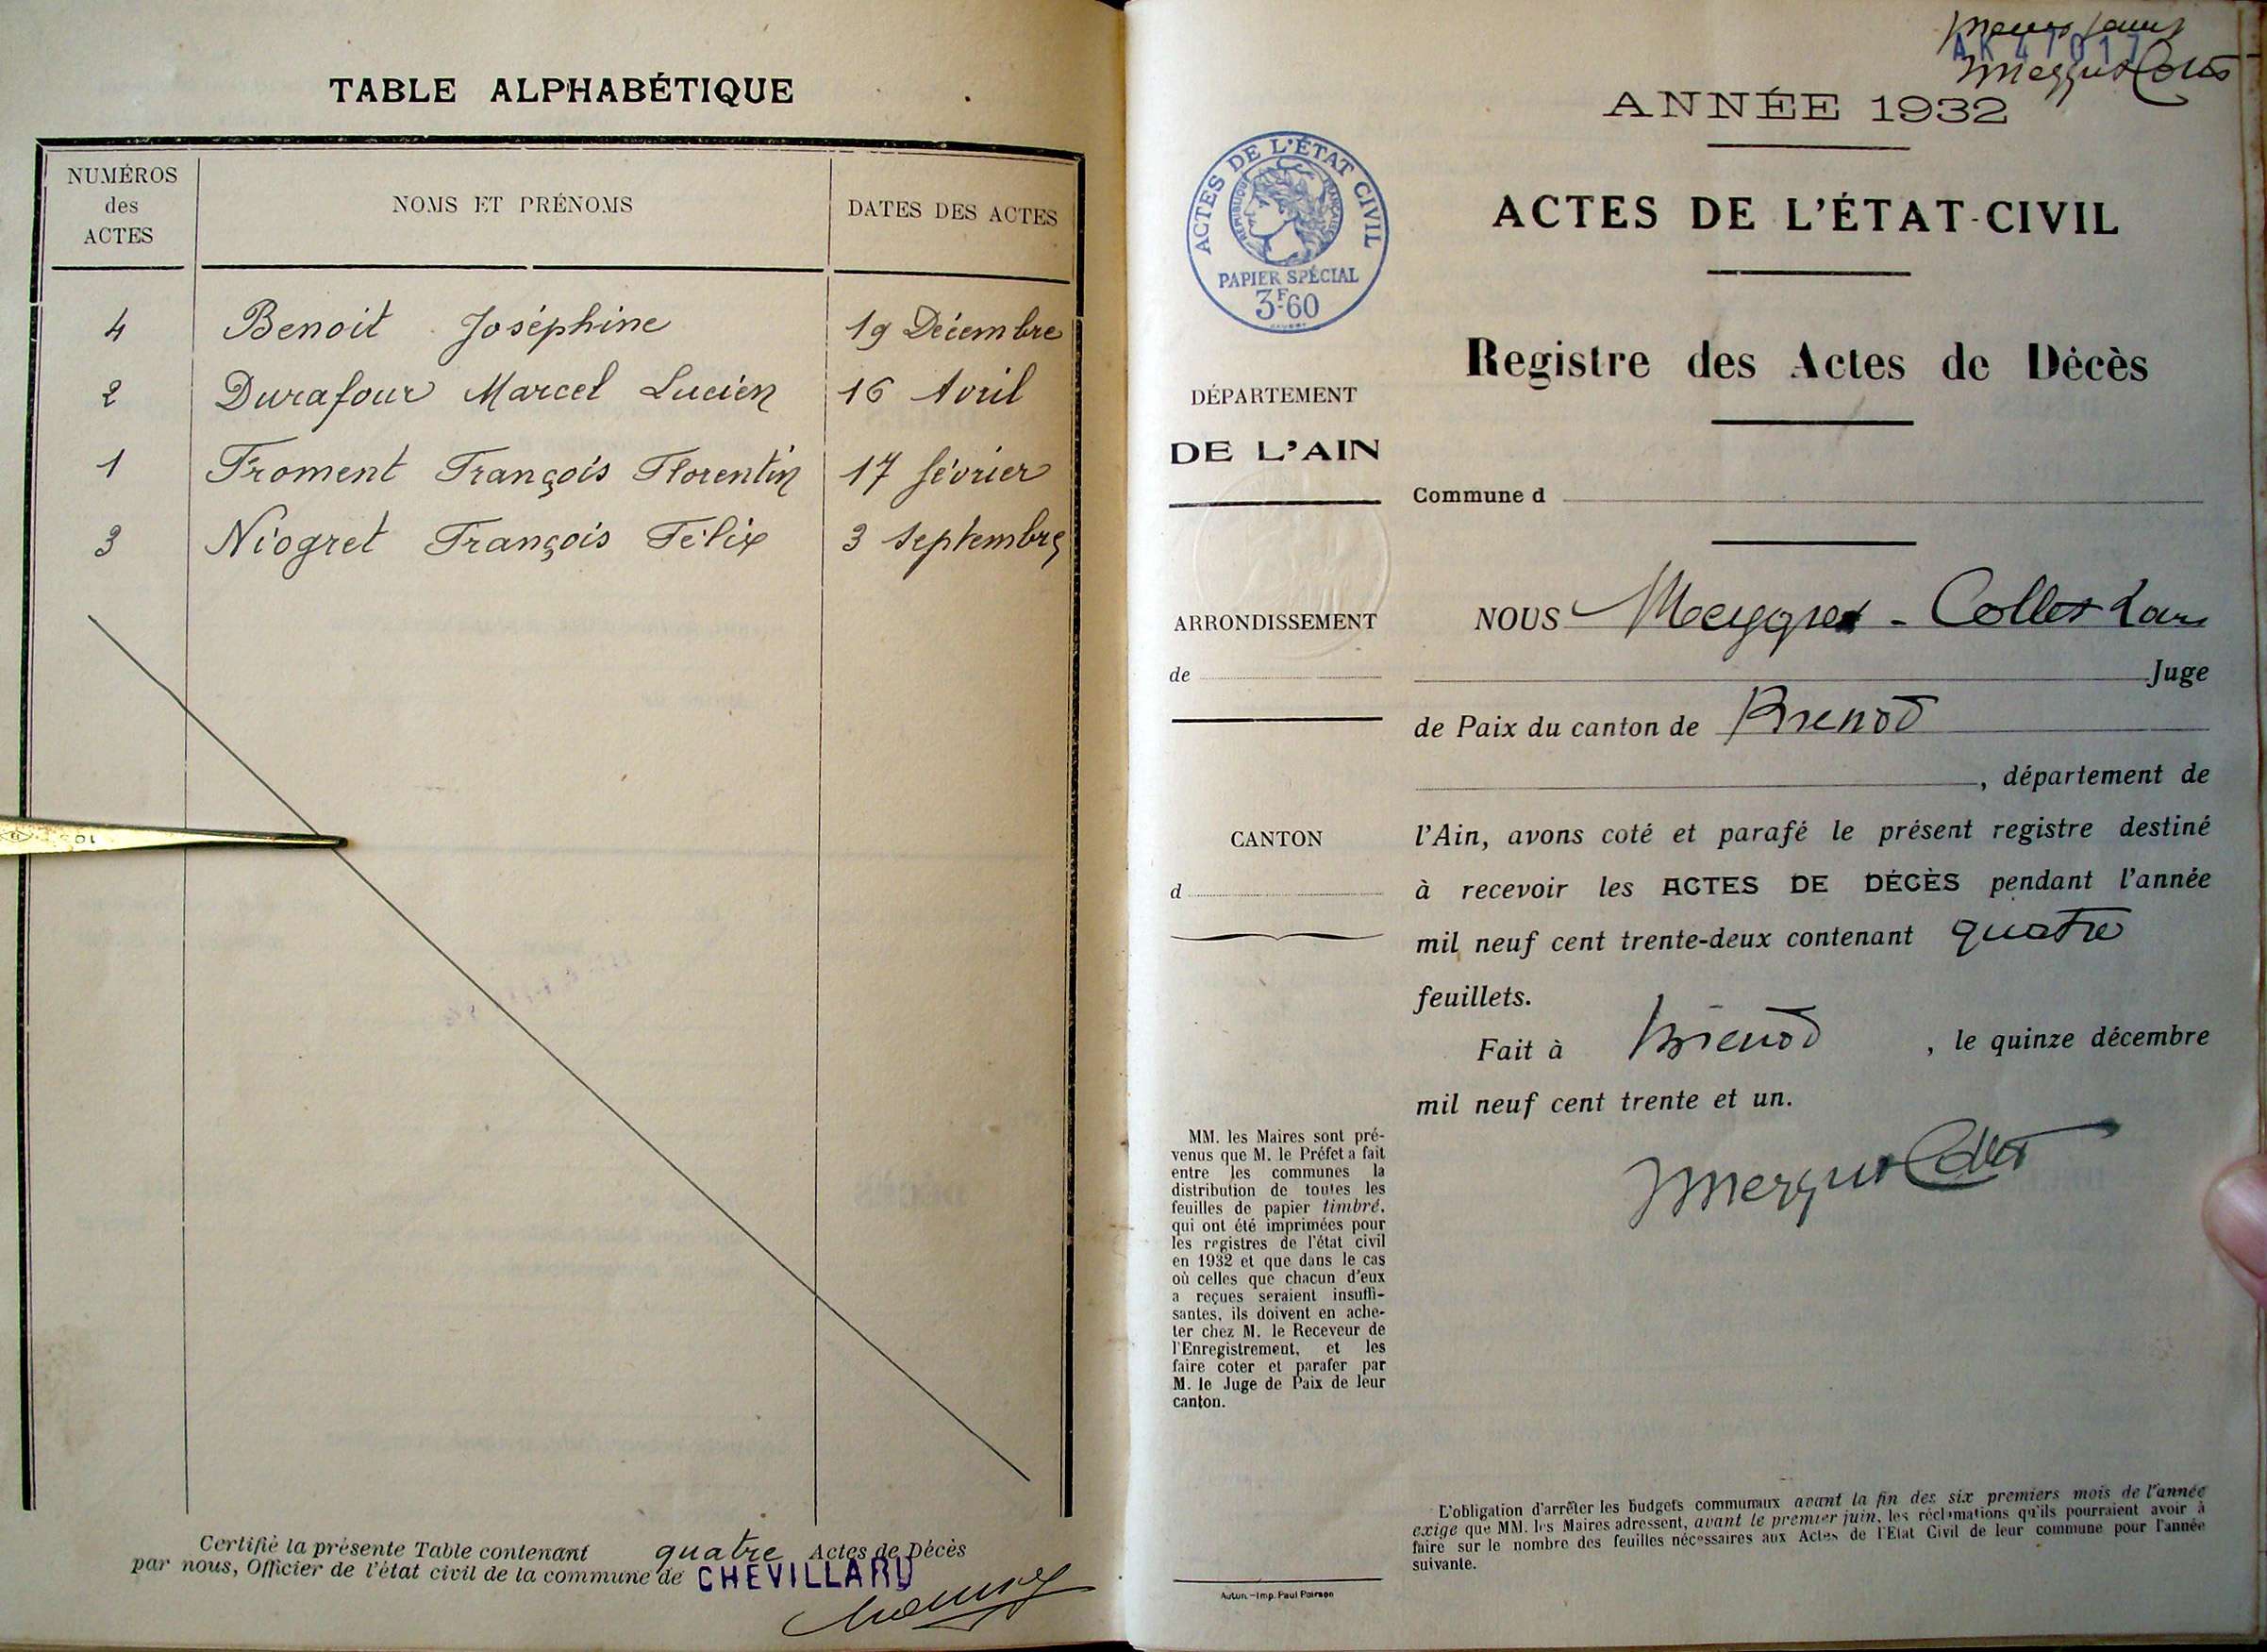 TABLE ALPHABÉTIQUE
NUMÉROS
des
ACTES
NOMS ET PRÉNOMS
DATES DES ACTES
4 Benoit Joséphine 19 Décembre
2 Durafour Marcel Lucien 16 Avril
1 Froment François Florentin 17 février
3 Niogret François Félix 3 Septembre
Certifié la présente Table contenant quatre Actes de Décès
par nous, Officier de l'état civil de la commune de CHEVILLARD
ANNÉE 1932
ACTES DE L'ÉTAT CIVIL
RÉPUBLIQUE FRANÇAISE
PAPIER SPÉCIAL
3F60
ACTES DE L'ÉTAT-CIVIL
Registre des Actes de Décès
DÉPARTEMENT
DE L'AIN
Commune d
ARRONDISSEMENT
de
CANTON
d
NOUS Meygret - Collet
Juge
de Paix du canton de Brenod
, département de
l'Ain, avons coté et parafé le présent registre destiné
à recevoir les ACTES DE DÉCÈS pendant l'année
mil neuf cent trente-deux contenant quatre
feuillets.
Fait à Brenod , le quinze décembre
mil neuf cent trente et un.
MM. les Maires sont pré-
venus que M. le Préfet a fait
entre les communes la
distribution de toutes les
feuilles de papier timbré,
qui ont été imprimées pour
les registres de l'état civil
en 1932 et que dans le cas
où celles que chacun d'eux
a reçues seraient insuffi-
santes, ils doivent en ache-
ter chez M. le Receveur de
l'Enregistrement, et les
faire coter et parafer par
M. le Juge de Paix de leur
canton.
L'obligation d'arrêter les budgets communaux avant la fin des six premiers mois de l'année
exige que MM. les Maires adressent, avant le premier juin, les réclamations qu'ils pourraient avoir à
faire sur le nombre des feuilles nécessaires aux Actes de l'Etat Civil de leur commune pour l'année
suivante.
Autun.-Imp. Paul Pairson